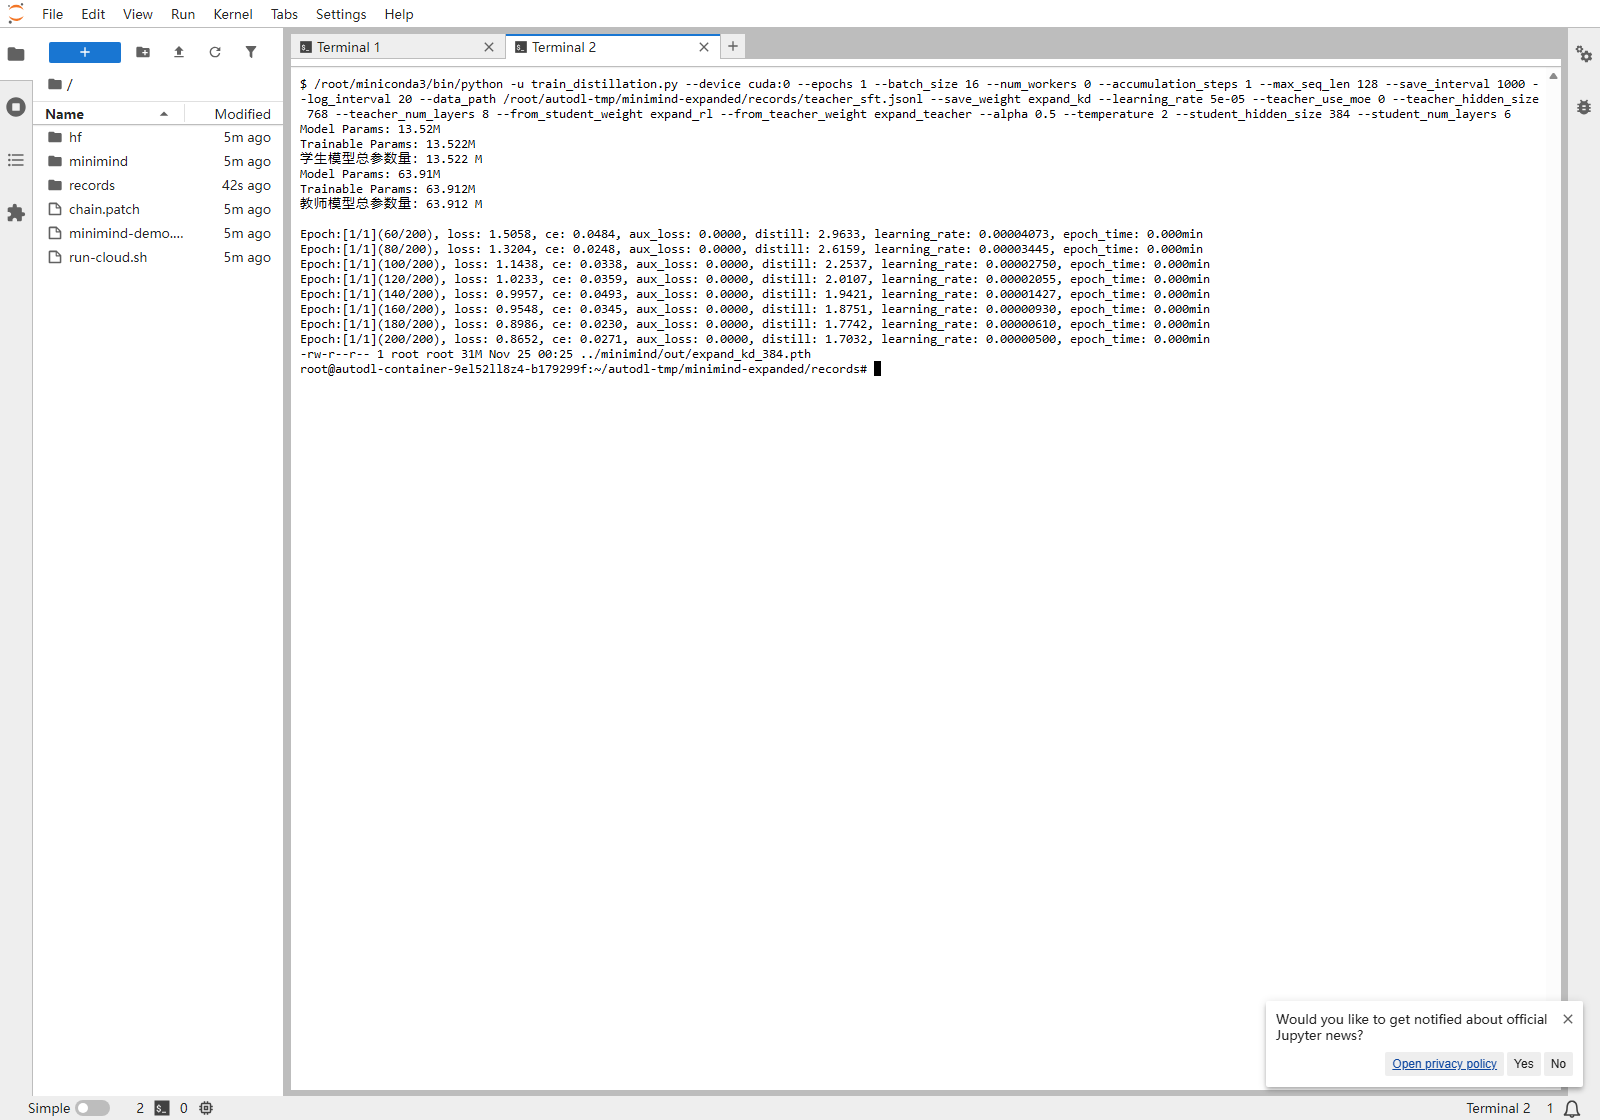 File Edit View Run Kernel Tabs Settings Help
+
/
Name Modified
hf 5m ago
minimind 5m ago
records 42s ago
chain.patch 5m ago
minimind-demo.... 5m ago
run-cloud.sh 5m ago
Terminal 1
Terminal 2
$ /root/miniconda3/bin/python -u train_distillation.py --device cuda:0 --epochs 1 --batch_size 16 --num_workers 0 --accumulation_steps 1 --max_seq_len 128 --save_interval 1000 -
-log_interval 20 --data_path /root/autodl-tmp/minimind-expanded/records/teacher_sft.jsonl --save_weight expand_kd --learning_rate 5e-05 --teacher_use_moe 0 --teacher_hidden_size
768 --teacher_num_layers 8 --from_student_weight expand_rl --from_teacher_weight expand_teacher --alpha 0.5 --temperature 2 --student_hidden_size 384 --student_num_layers 6
Model Params: 13.52M
Trainable Params: 13.522M
学生模型总参数量: 13.522 M
Model Params: 63.91M
Trainable Params: 63.912M
教师模型总参数量: 63.912 M
Epoch:[1/1](60/200), loss: 1.5058, ce: 0.0484, aux_loss: 0.0000, distill: 2.9633, learning_rate: 0.00004073, epoch_time: 0.000min
Epoch:[1/1](80/200), loss: 1.3204, ce: 0.0248, aux_loss: 0.0000, distill: 2.6159, learning_rate: 0.00003445, epoch_time: 0.000min
Epoch:[1/1](100/200), loss: 1.1438, ce: 0.0338, aux_loss: 0.0000, distill: 2.2537, learning_rate: 0.00002750, epoch_time: 0.000min
Epoch:[1/1](120/200), loss: 1.0233, ce: 0.0359, aux_loss: 0.0000, distill: 2.0107, learning_rate: 0.00002055, epoch_time: 0.000min
Epoch:[1/1](140/200), loss: 0.9957, ce: 0.0493, aux_loss: 0.0000, distill: 1.9421, learning_rate: 0.00001427, epoch_time: 0.000min
Epoch:[1/1](160/200), loss: 0.9548, ce: 0.0345, aux_loss: 0.0000, distill: 1.8751, learning_rate: 0.00000930, epoch_time: 0.000min
Epoch:[1/1](180/200), loss: 0.8986, ce: 0.0230, aux_loss: 0.0000, distill: 1.7742, learning_rate: 0.00000610, epoch_time: 0.000min
Epoch:[1/1](200/200), loss: 0.8652, ce: 0.0271, aux_loss: 0.0000, distill: 1.7032, learning_rate: 0.00000500, epoch_time: 0.000min
-rw-r--r-- 1 root root 31M Nov 25 00:25 ../minimind/out/expand_kd_384.pth
root@autodl-container-9el52ll8z4-b179299f:~/autodl-tmp/minimind-expanded/records#
Would you like to get notified about official
Jupyter news?
Open privacy policy Yes No
Simple 2 0 Terminal 2 1